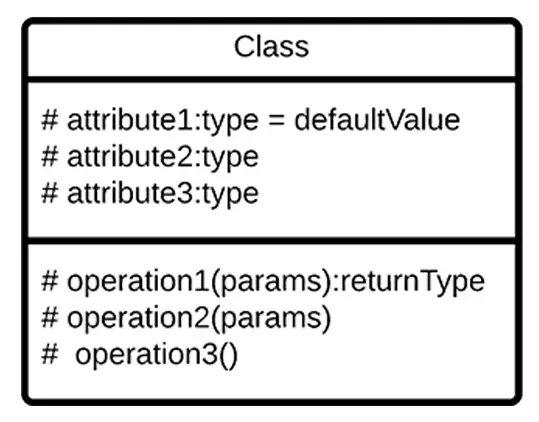 Class
# attribute1:type = defaultValue
# attribute2:type
# attribute3:type
# operation1(params):returnType
# operation2(params)
#  operation3()